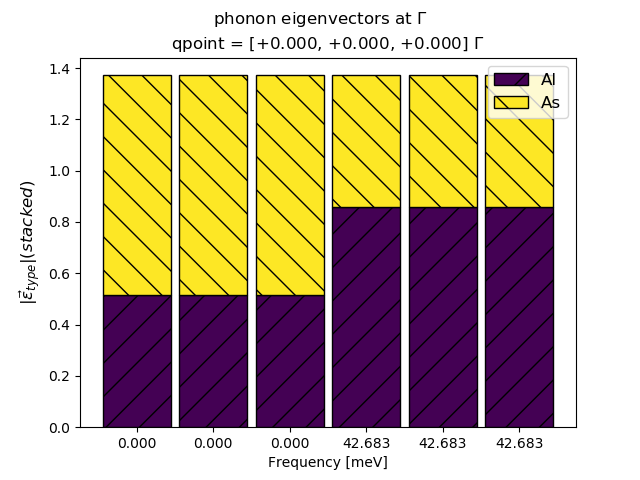 phonon eigenvectors at Γ
qpoint = [+0.000, +0.000, +0.000] Γ
1.4
1.2
1.0
0.8
0.6
0.4
0.2
0.0
|ε⃗_type|(stacked)
Al
As
0.000 0.000 0.000 42.683 42.683 42.683
Frequency [meV]